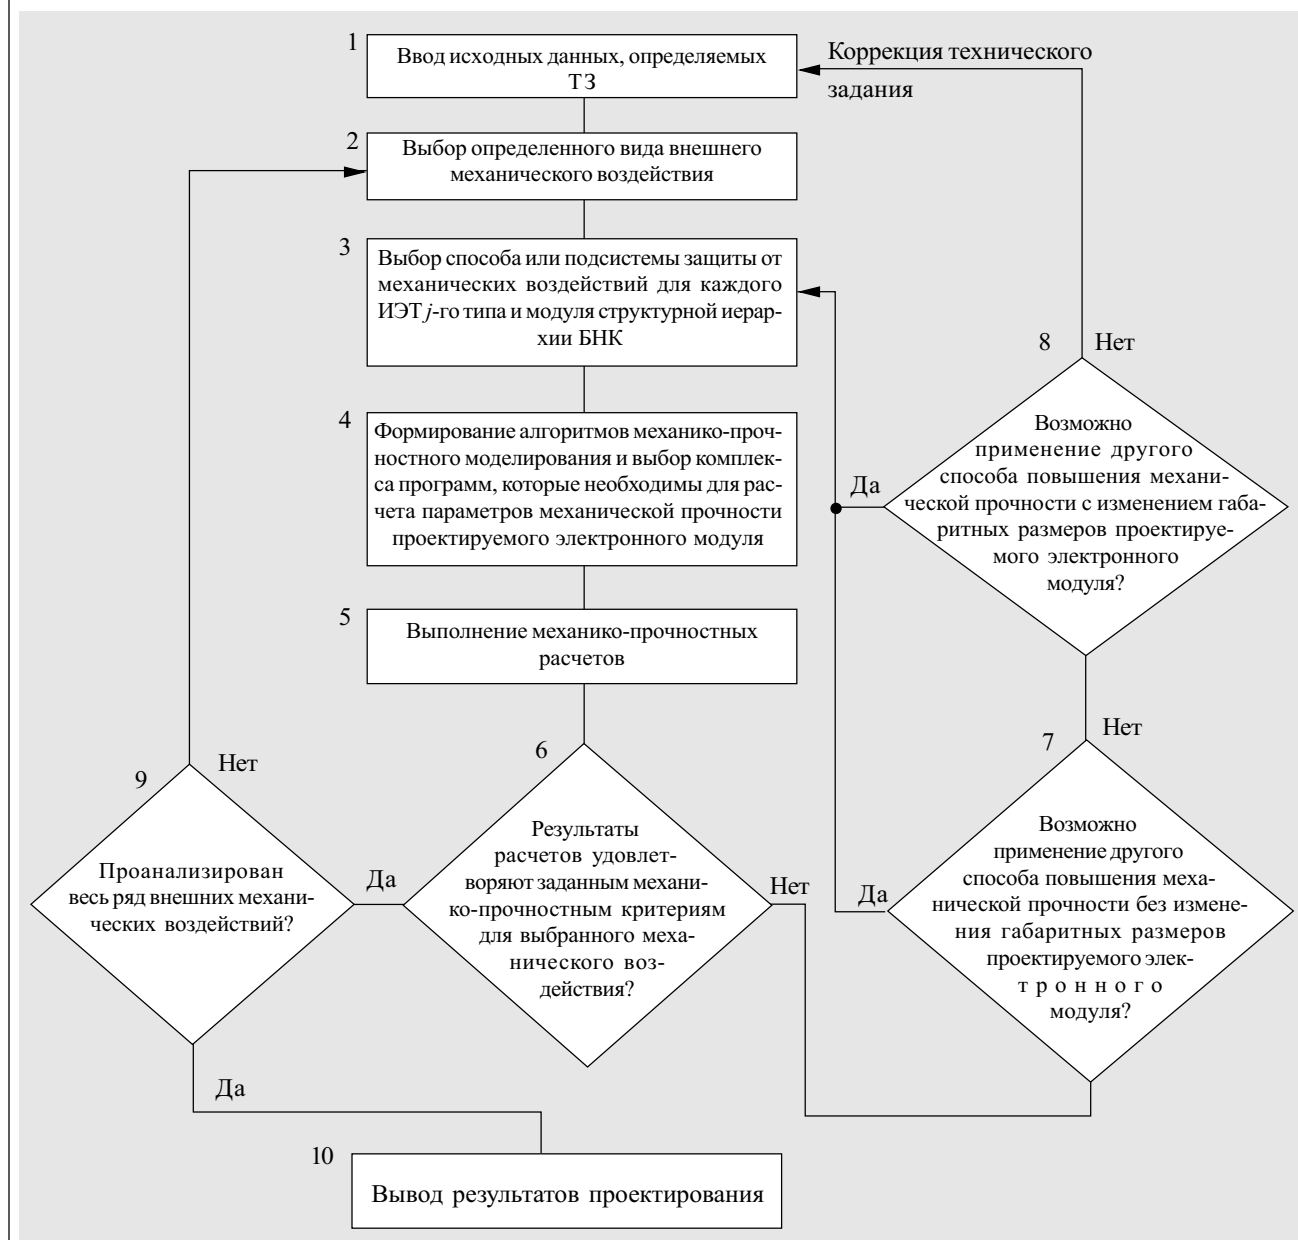 1
Ввод исходных данных, определяемых
ТЗ
Коррекция технического
задания
2
Выбор определенного вида внешнего
механического воздействия
3
Выбор способа или подсистемы защиты от
механических воздействий для каждого
ИЭТ j-го типа и модуля структурной иерар-
хии БНК
4
Формирование алгоритмов механико-проч-
ностного моделирования и выбор комплек-
са программ, которые необходимы для рас-
чета параметров механической прочности
проектируемого электронного модуля
5
Выполнение механико-прочностных
расчетов
8
Нет
Возможно
применение другого
способа повышения механи-
ческой прочности с изменением габа-
ритных размеров проектируе-
мого электронного
модуля?
Да
6
Результаты
расчетов удовлет-
воряют заданным механи-
ко-прочностным критериям
для выбранного меха-
нического воз-
действия?
Да
Нет
7
Нет
Возможно
применение другого
способа повышения меха-
нической прочности без измене-
ния габаритных размеров
проектируемого элек-
тронного
модуля?
Да
9
Нет
Проанализирован
весь ряд внешних механи-
ческих воздействий?
Да
10
Вывод результатов проектирования